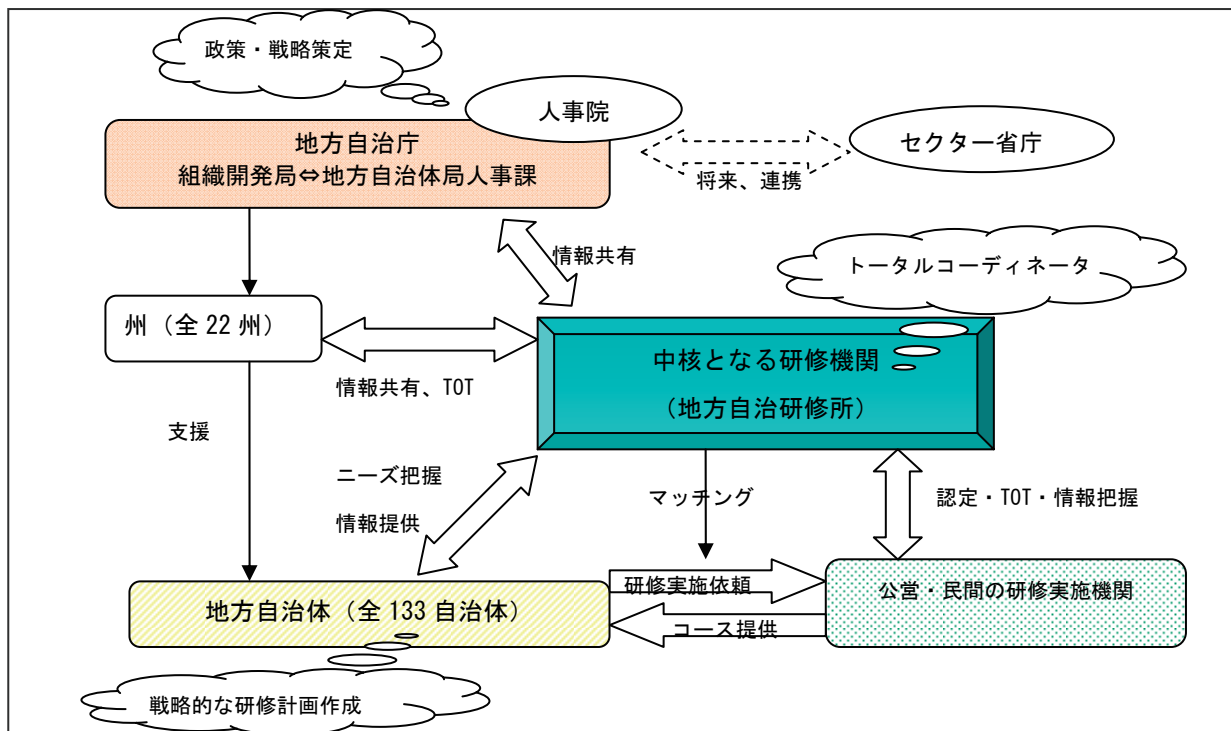 政策・戦略策定
人事院
セクター省庁
地方自治庁
組織開発局⇔地方自治体局人事課
将来、連携
情報共有
トータルコーディネータ
州（全 22 州）
中核となる研修機関
（地方自治研修所）
情報共有、TOT
支援
ニーズ把握
情報提供
マッチング
認定・TOT・情報把握
研修実施依頼
公営・民間の研修実施機関
地方自治体（全 133 自治体）
コース提供
戦略的な研修計画作成